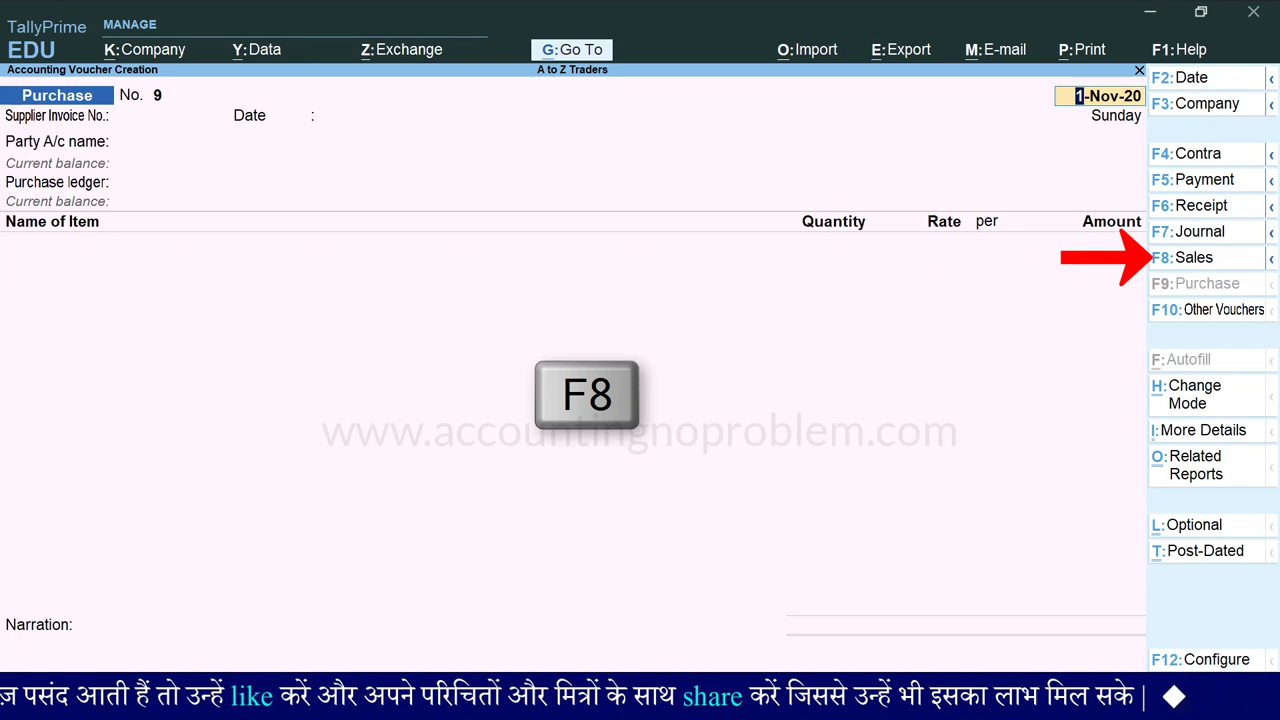 TallyPrime
EDU
MANAGE
K:Company Y:Data Z:Exchange G:Go To O:Import E:Export M:E-mail P:Print F1:Help
Accounting Voucher Creation A to Z Traders
Purchase No. 9 1-Nov-20
Supplier Invoice No.: Date : Sunday
Party A/c name:
Current balance:
Purchase ledger:
Current balance:
Name of Item Quantity Rate per Amount
F8
www.accountingnoproblem.com
Narration:
F2:Date
F3:Company
F4:Contra
F5:Payment
F6:Receipt
F7:Journal
F8:Sales
F9:Purchase
F10:Other Vouchers
F:Autofill
H:Change
Mode
I:More Details
O:Related
Reports
L:Optional
T:Post-Dated
F12:Configure
ज़ पसंद आती हैं तो उन्हें like करें और अपने परिचितों और मित्रों के साथ share करें जिससे उन्हें भी इसका लाभ मिल सके |